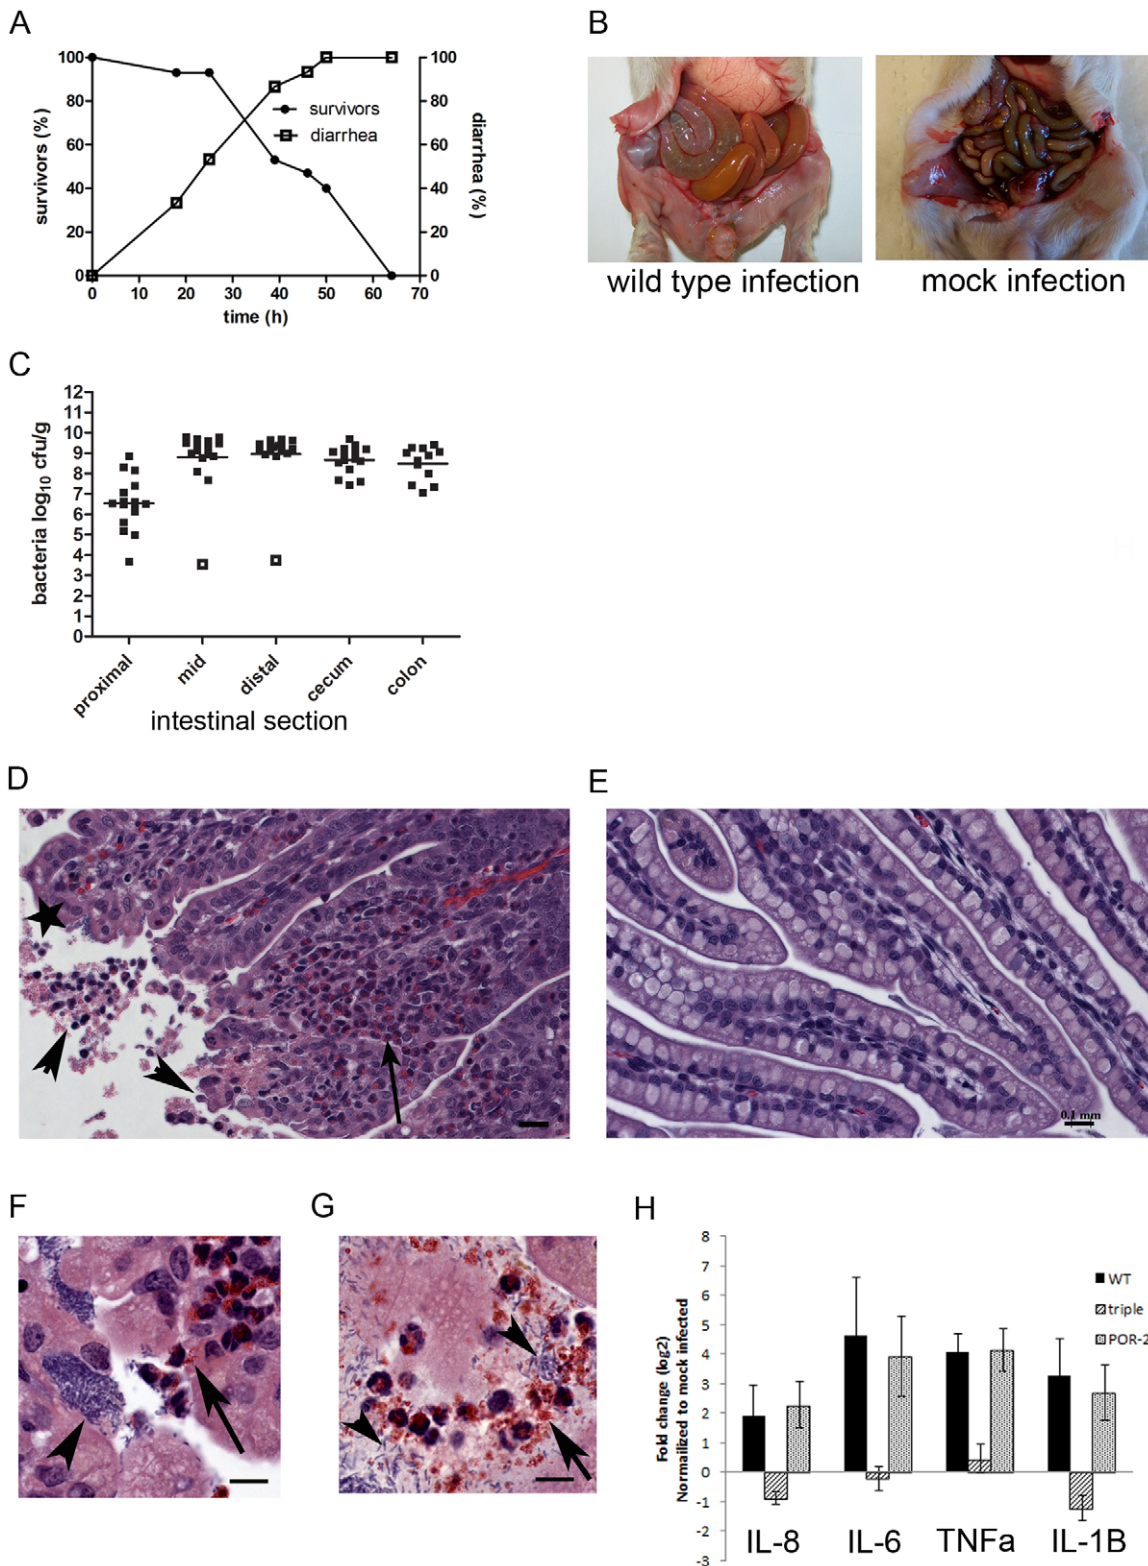 A
survivors (%)
100
80
60
40
20
0
survivors
diarrhea
100
80
60
40
20
0
diarrhea (%)
0 10 20 30 40 50 60 70
time (h)
B
wild type infection
mock infection
C
bacteria log10 cfu/g
12
11
10
9
8
7
6
5
4
3
2
1
0
proximal
mid
distal
cecum
colon
intestinal section
D
E
0.1 mm
F
G
H
Fold change (log2)
Normailized to mock infected
8
7
6
5
4
3
2
1
0
-1
-2
-3
WT
triple
POR-2
IL-8 IL-6 TNFa IL-1B